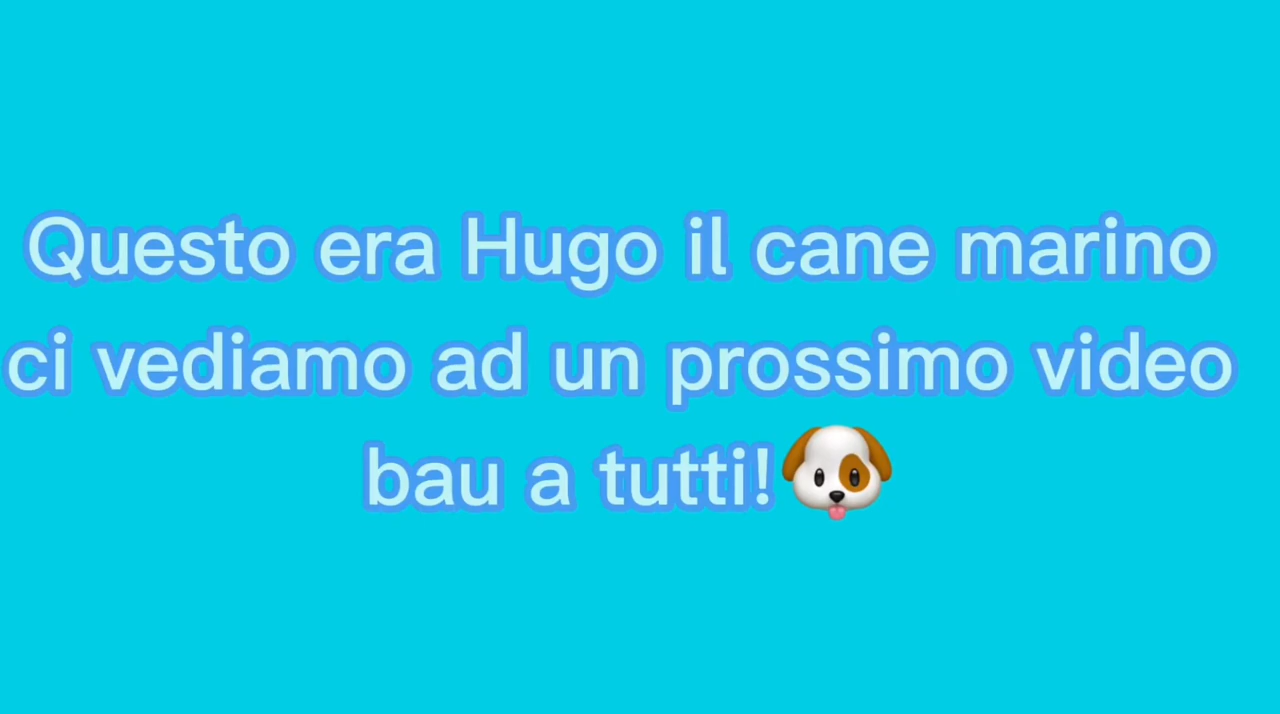 Questo era Hugo il cane marino
ci vediamo ad un prossimo video
bau a tutti!🐶